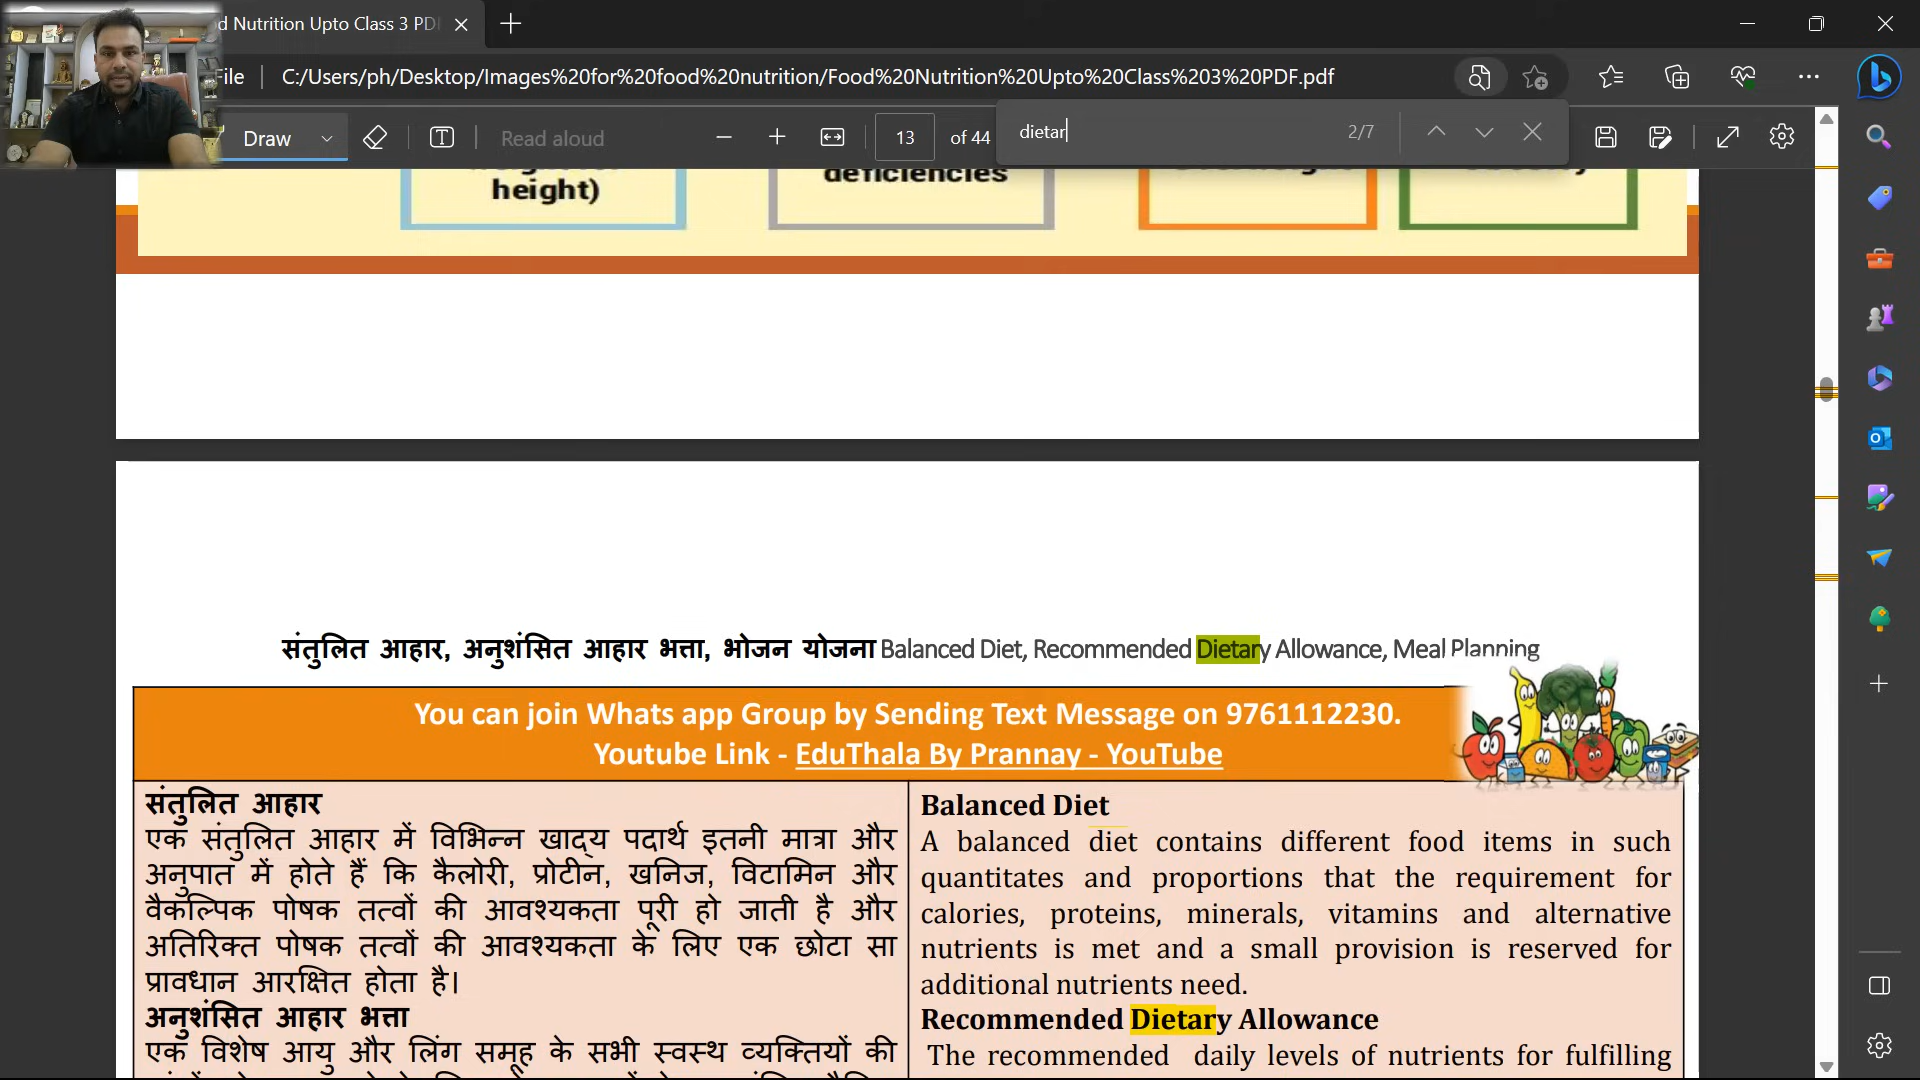 d Nutrition Upto Class 3 PD
File
C:/Users/ph/Desktop/Images%20for%20food%20nutrition/Food%20Nutrition%20Upto%20Class%203%20PDF.pdf
Draw
Read aloud
13
of 44
dietar
2/7
height)
deficiencies
संतुलित आहार, अनुशंसित आहार भत्ता, भोजन योजना Balanced Diet, Recommended Dietary Allowance, Meal Planning
You can join Whats app Group by Sending Text Message on 9761112230.
Youtube Link - EduThala By Prannay - YouTube
संतुलित आहार
एक संतुलित आहार में विभिन्न खाद्य पदार्थ इतनी मात्रा और
अनुपात में होते हैं कि कैलोरी, प्रोटीन, खनिज, विटामिन और
वैकल्पिक पोषक तत्वों की आवश्यकता पूरी हो जाती है और
अतिरिक्त पोषक तत्वों की आवश्यकता के लिए एक छोटा सा
प्रावधान आरक्षित होता है।
अनुशंसित आहार भत्ता
एक विशेष आयु और लिंग समूह के सभी स्वस्थ व्यक्तियों की
Balanced Diet
A balanced diet contains different food items in such
quantitates and proportions that the requirement for
calories, proteins, minerals, vitamins and alternative
nutrients is met and a small provision is reserved for
additional nutrients need.
Recommended Dietary Allowance
The recommended daily levels of nutrients for fulfilling